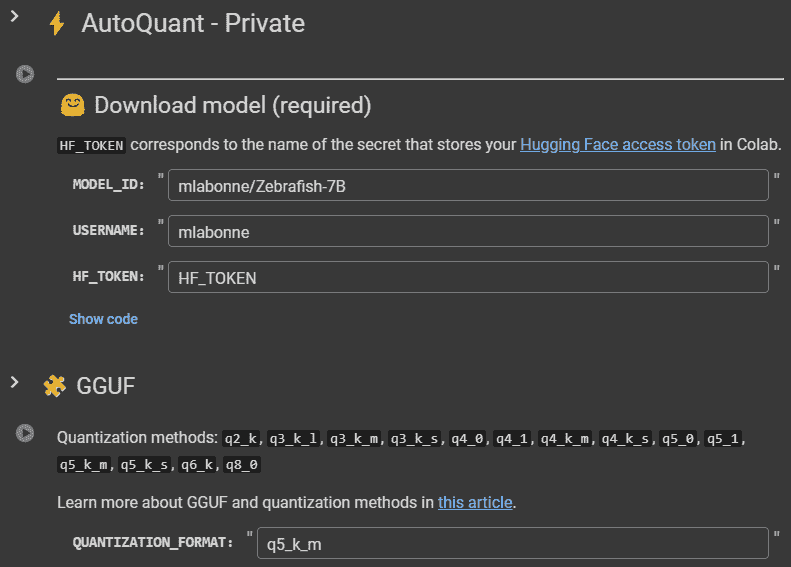 AutoQuant - Private
Download model (required)
HF_TOKEN corresponds to the name of the secret that stores your Hugging Face access token in Colab.
MODEL_ID: "mlabonne/Zebrafish-7B"
USERNAME: "mlabonne"
HF_TOKEN: "HF_TOKEN"
Show code
GGUF
Quantization methods: q2_k, q3_k_l, q3_k_m, q3_k_s, q4_0, q4_1, q4_k_m, q4_k_s, q5_0, q5_1,
q5_k_m, q5_k_s, q6_k, q8_0
Learn more about GGUF and quantization methods in this article.
QUANTIZATION_FORMAT: "q5_k_m"